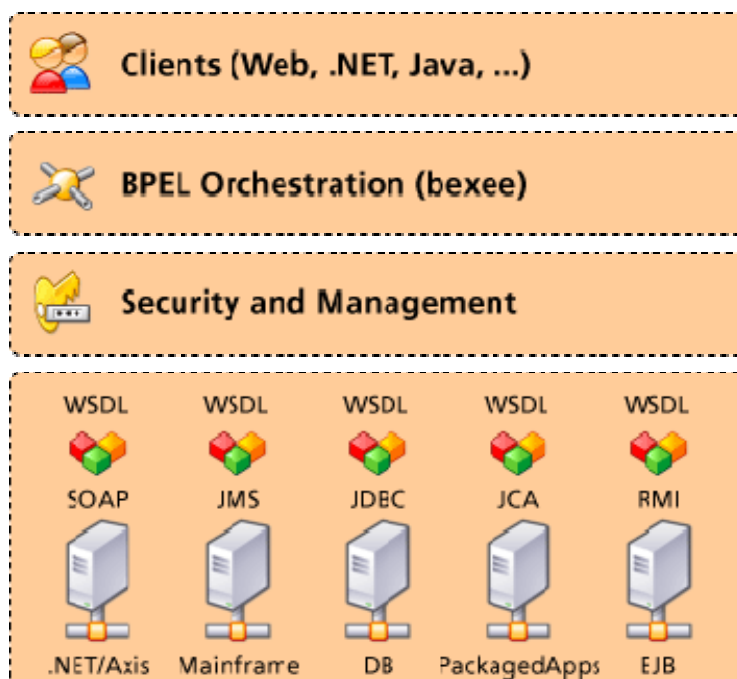 Clients (Web, .NET, Java, ...)
BPEL Orchestration (bexee)
Security and Management
WSDL WSDL WSDL WSDL WSDL
SOAP JMS JDBC JCA RMI
.NET/Axis Mainframe DB PackagedApps EJB